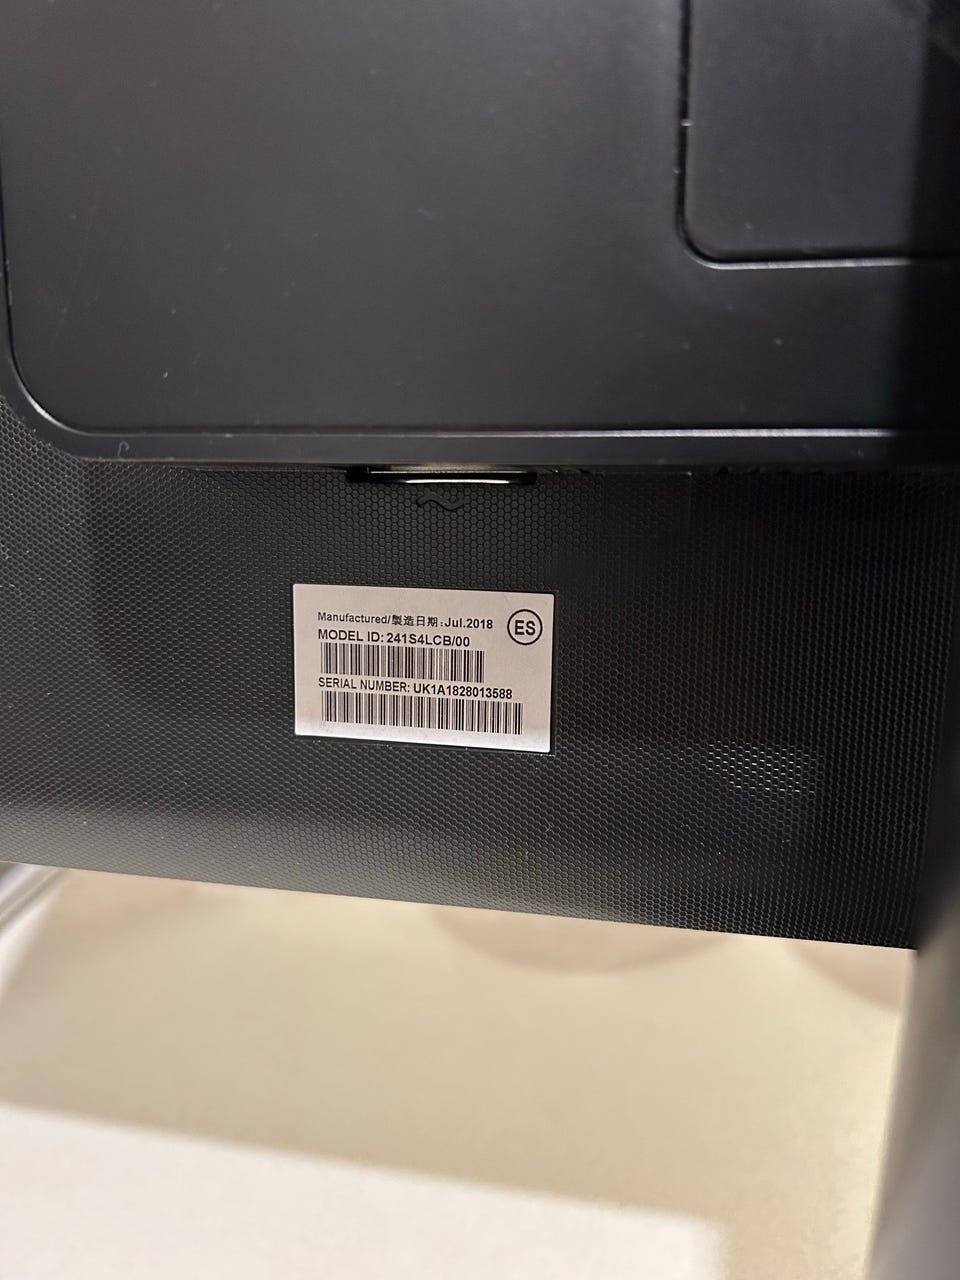 Manufactured/製造日期:Jul.2018
ES
MODEL ID: 241S4LCB/00
SERIAL NUMBER: UK1A1828013588